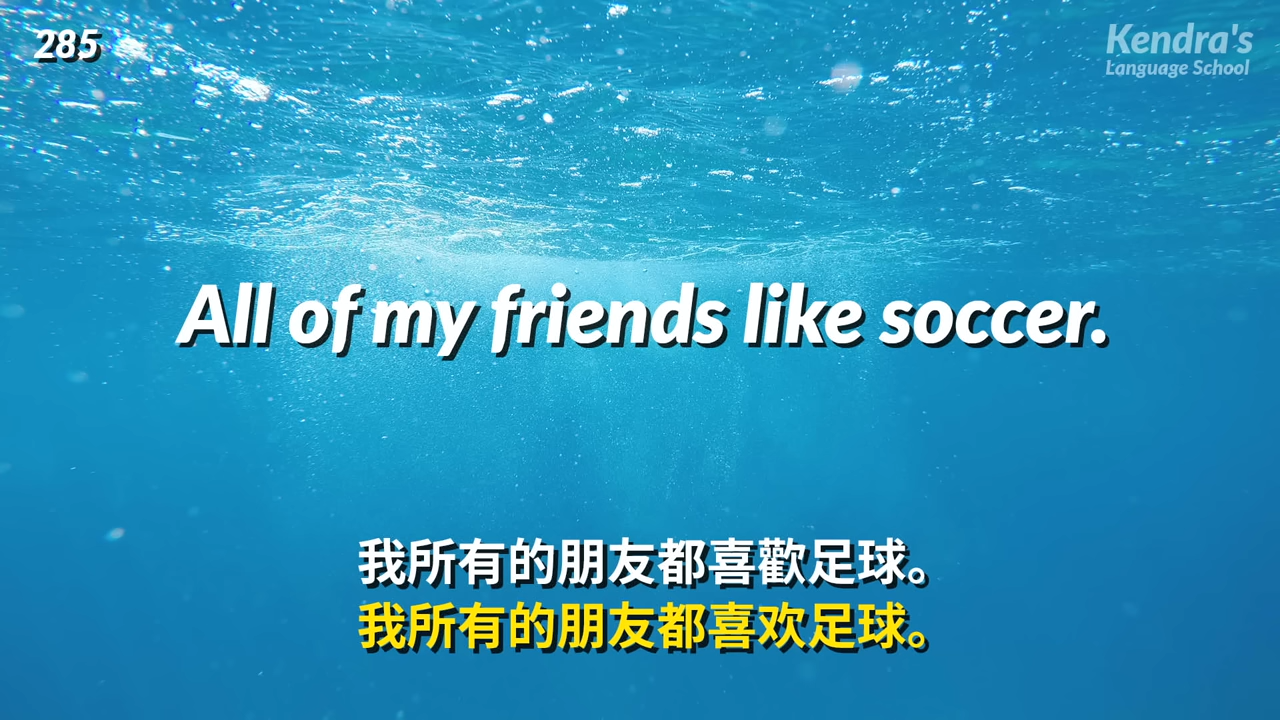 285
Kendra's
Language School
All of my friends like soccer.
我所有的朋友都喜歡足球。
我所有的朋友都喜欢足球。